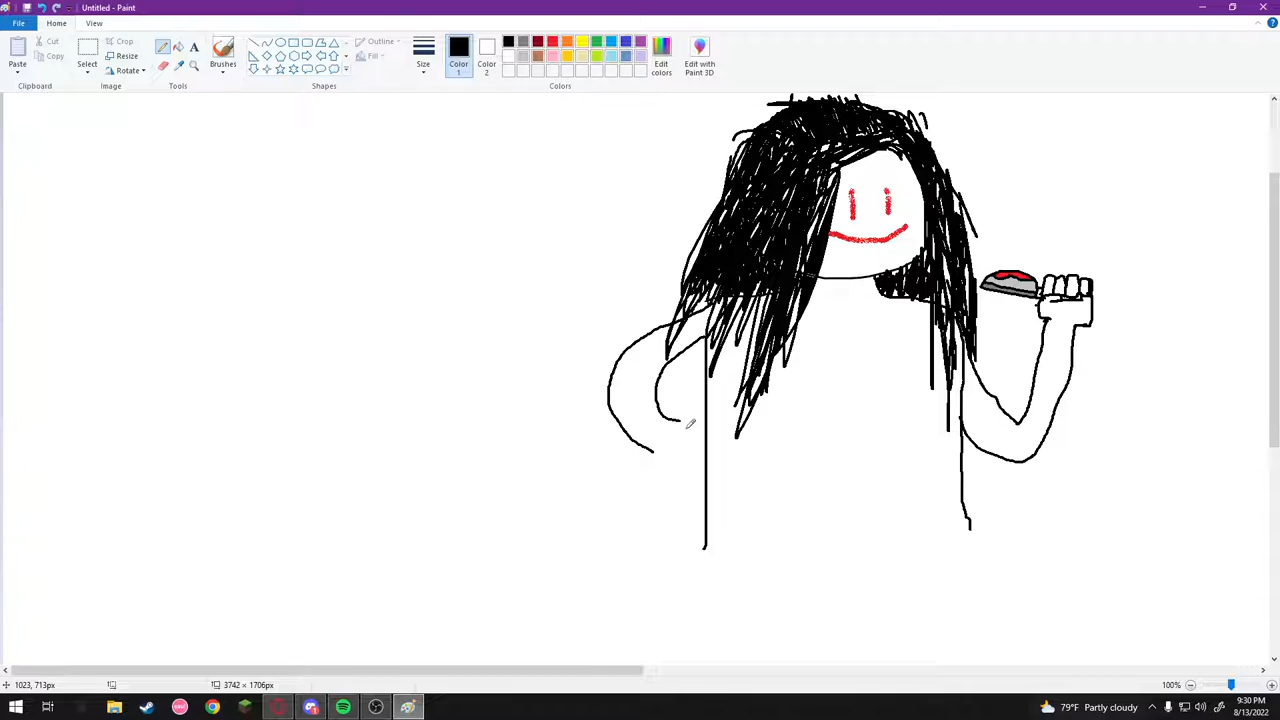 Untitled - Paint
File Home View
Paste
Cut
Copy
Clipboard
Select
Crop
Resize
Rotate
Image
A
Tools
Brushes
Outline
Fill
Shapes
Size
Color 1
Color 2
Colors
Edit colors
Edit with Paint 3D
1023, 713px
3742 × 1706px
100%
79°F Partly cloudy
9:30 PM
8/13/2022